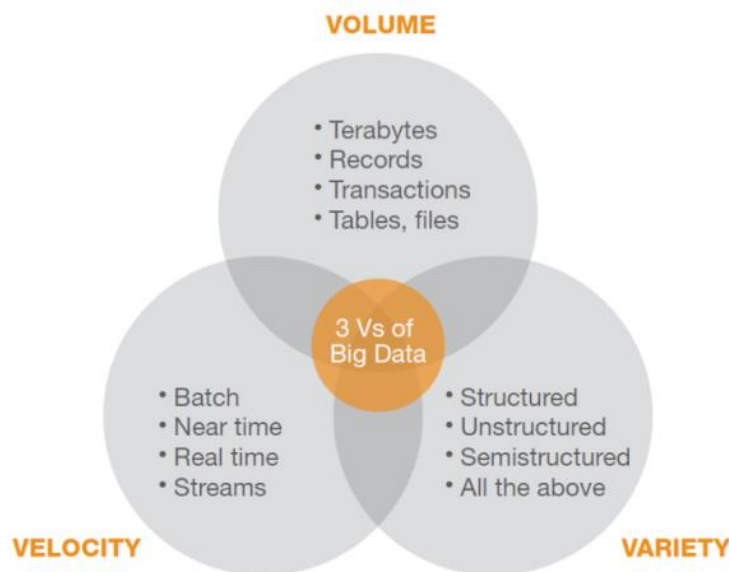 VOLUME
• Terabytes
• Records
• Transactions
• Tables, files
3 Vs of
Big Data
• Batch
• Near time
• Real time
• Streams
• Structured
• Unstructured
• Semistructured
• All the above
VELOCITY
VARIETY